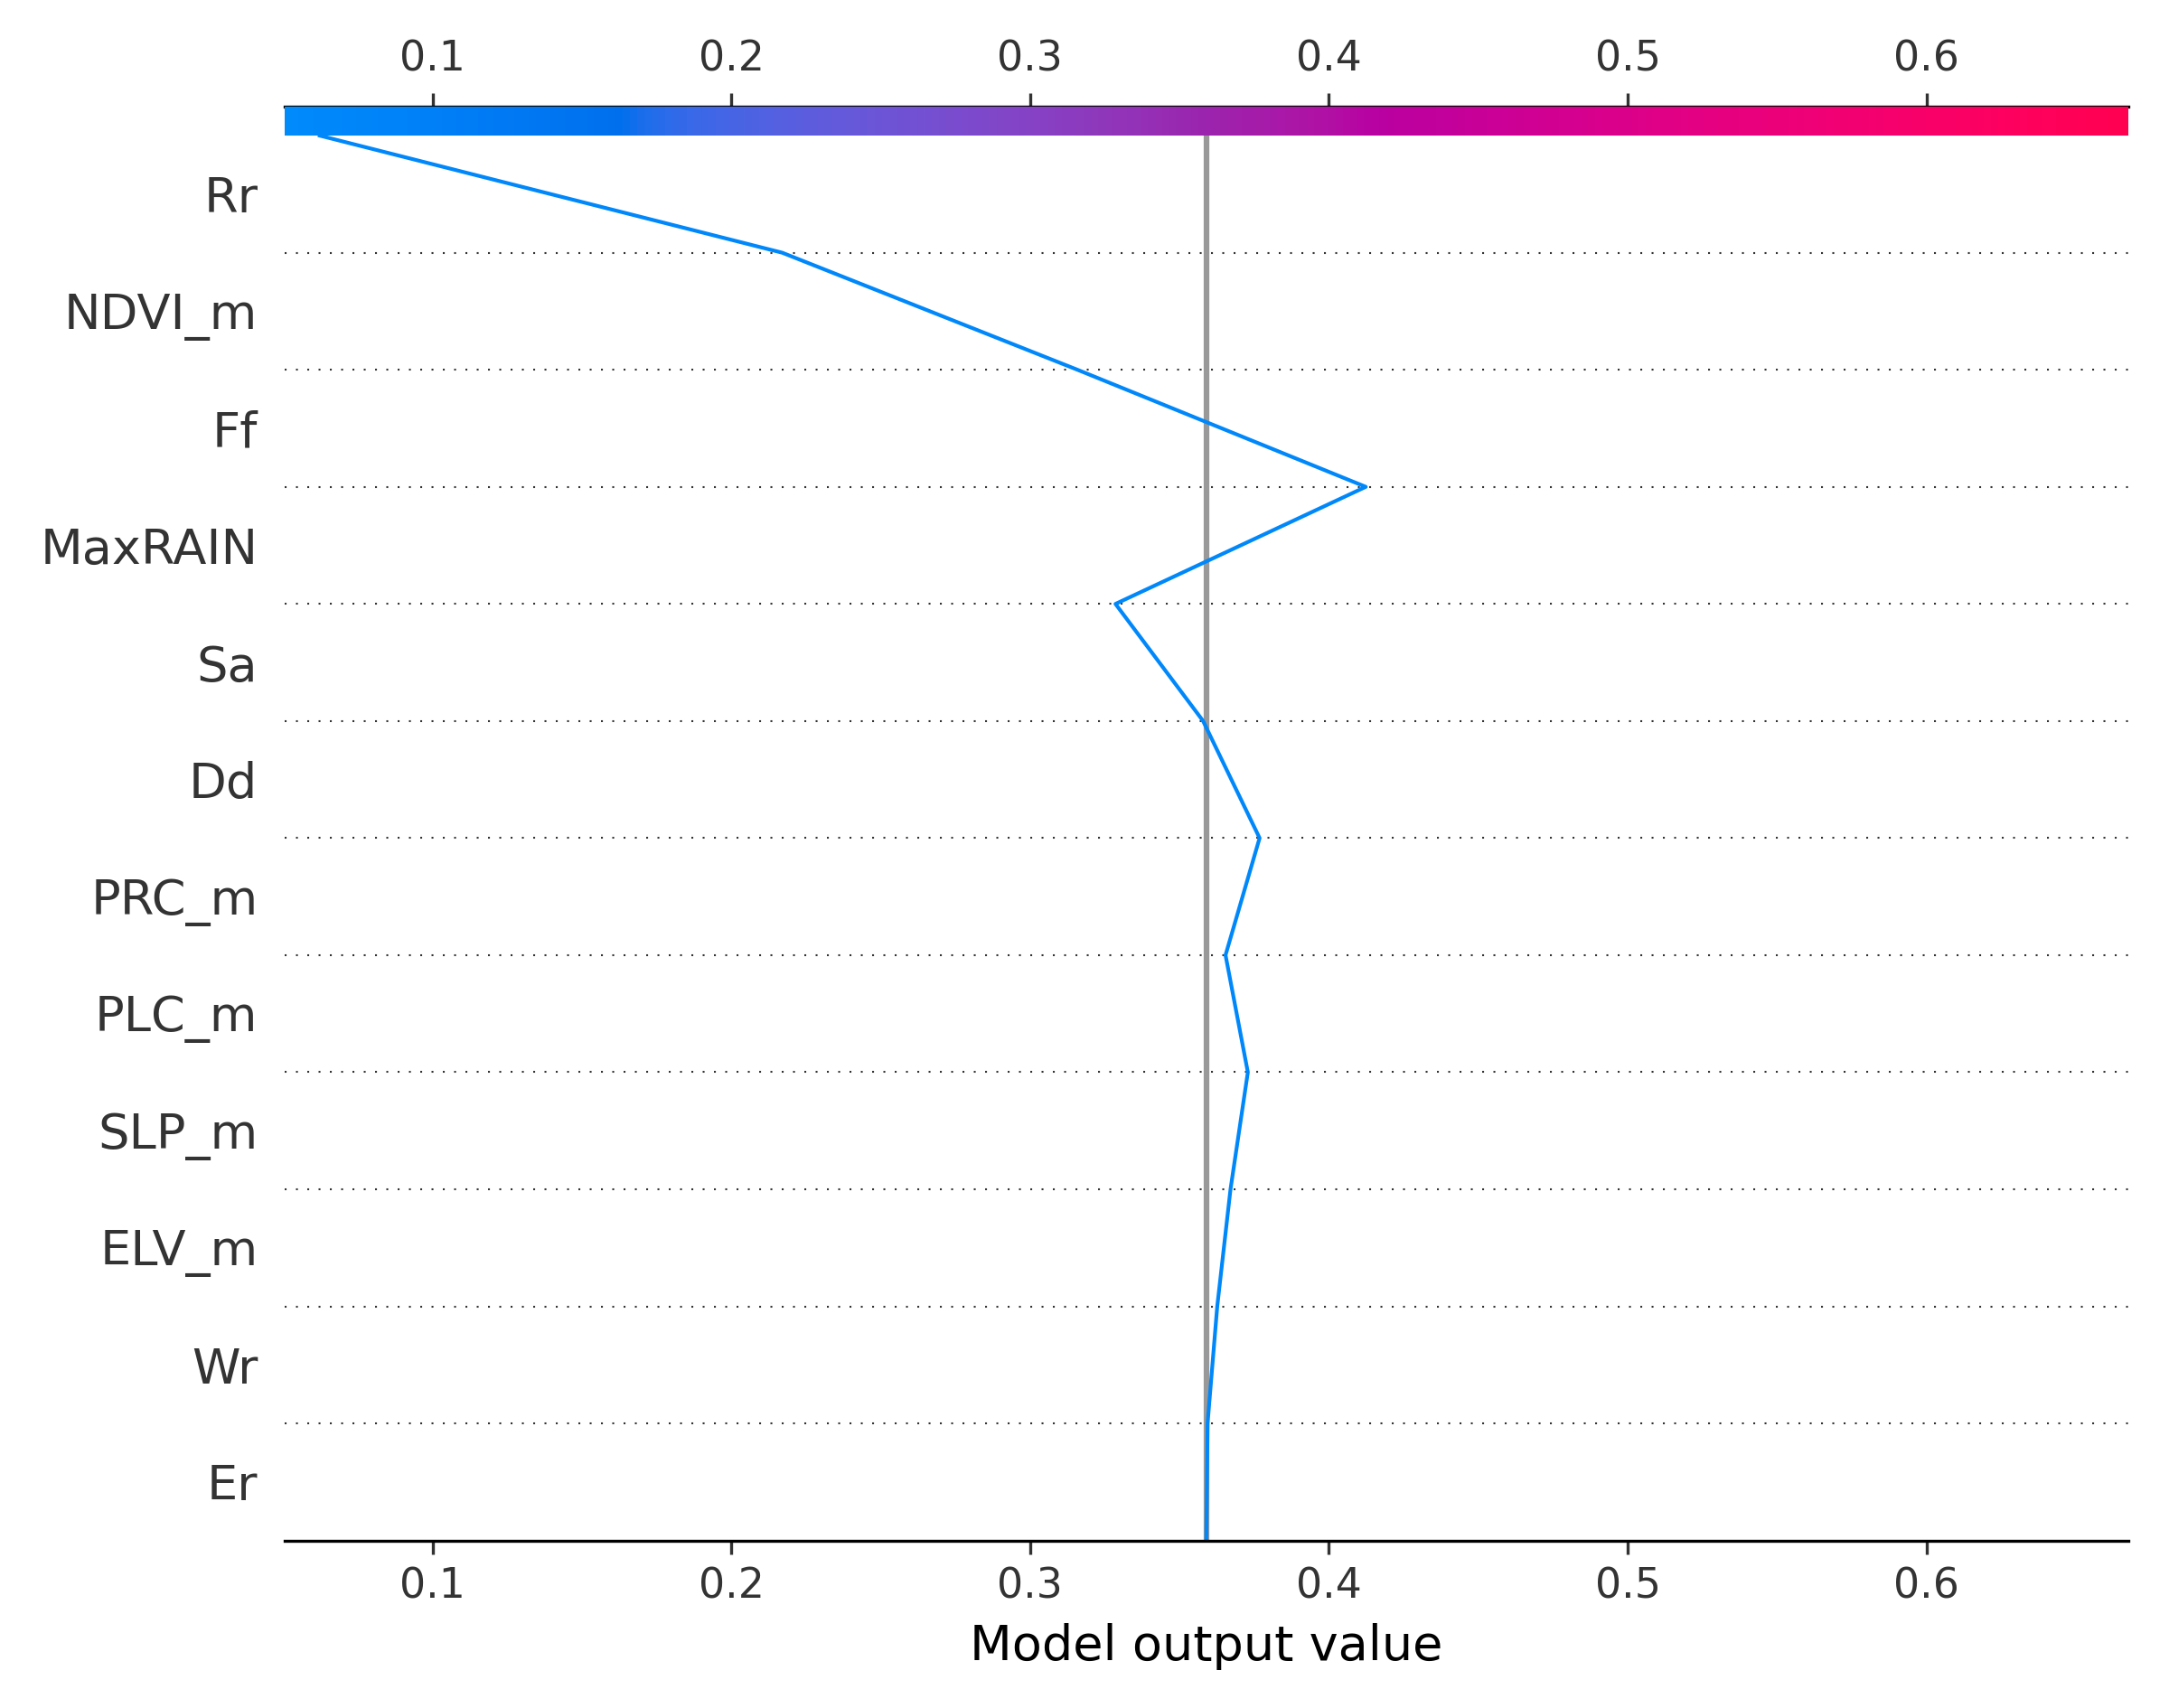 0.1 0.2 0.3 0.4 0.5 0.6
Rr
NDVI_m
Ff
MaxRAIN
Sa
Dd
PRC_m
PLC_m
SLP_m
ELV_m
Wr
Er
0.1 0.2 0.3 0.4 0.5 0.6
Model output value